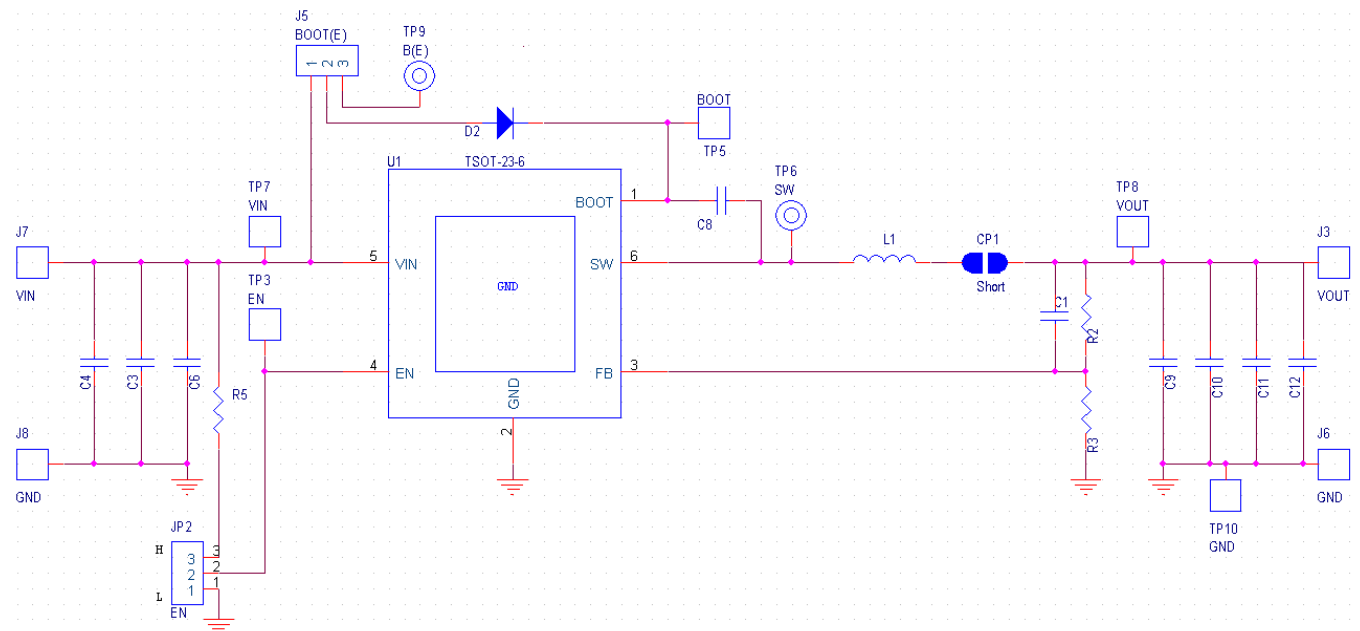 J5
BOOT(E)
1 2 3
TP9
B(E)
D2
BOOT
TP5
U1
TSOT-23-6
TP6
SW
TP7
VIN
TP8
VOUT
J7
VIN
TP3
EN
5
VIN
BOOT
1
C8
SW
6
L1
CP1
Short
J3
VOUT
GND
4
EN
FB
3
GND
2
C1
R2
R3
C4
C3
C6
R5
C9
C10
C11
C12
J8
GND
J6
GND
TP10
GND
JP2
H
3
3
2
2
1
1
L
EN